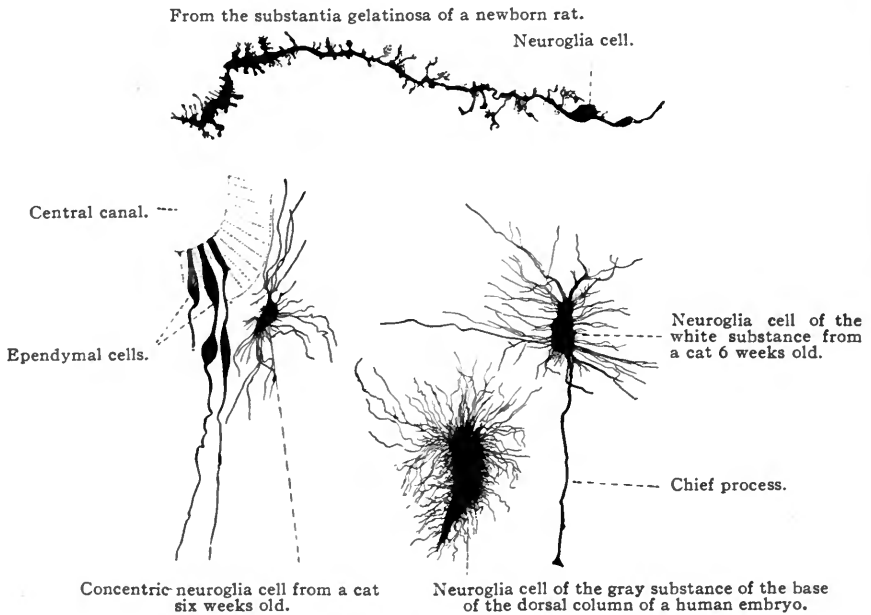 From the substantia gelatinosa of a newborn rat.
Neuroglia cell.
Central canal.
Ependymal cells.
Neuroglia cell of the
white substance from
a cat 6 weeks old.
Chief process.
Concentric neuroglia cell from a cat
six weeks old.
Neuroglia cell of the gray substance of the base
of the dorsal column of a human embryo.